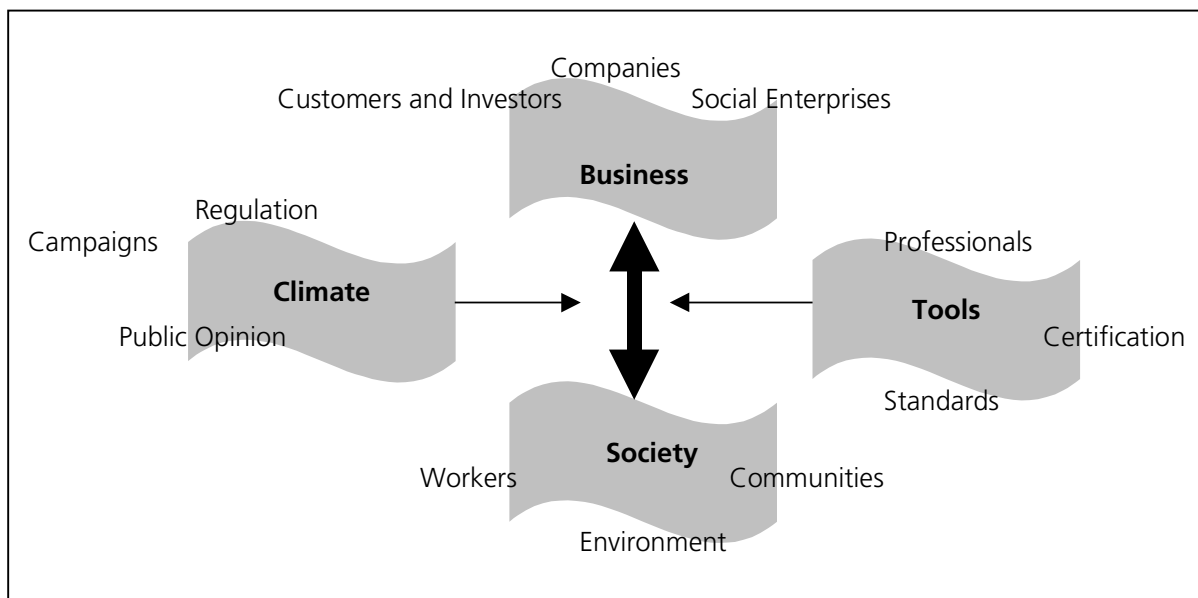 Companies
Customers and Investors
Social Enterprises
Business
Regulation
Campaigns
Climate
Public Opinion
Professionals
Tools
Certification
Standards
Society
Workers
Communities
Environment